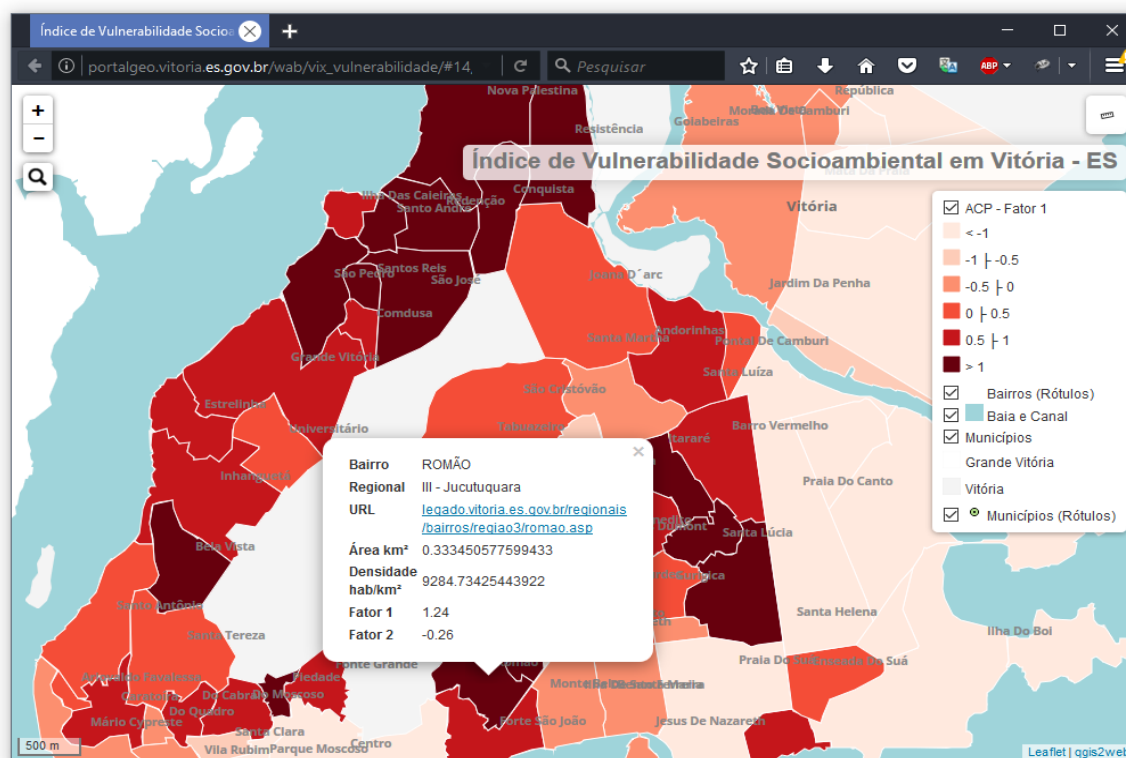 Índice de Vulnerabilidade Socioa
portalgeo.vitoria.es.gov.br/wab/vix_vulnerabilidade/#14,
Pesquisar
ABP
+
−
Nova Palestina
República
Goiabeiras
Resistência
Índice de Vulnerabilidade Socioambiental em Vitória - ES
Mata Da Praia
Ilha Das Caieiras
Conquista
Redenção
Santo André
Vitória
São Pedro
Santos Reis
São José
Joana D´arc
Jardim Da Penha
Comdusa
Andorinhas
Santa Martha
Pontal De Camburi
Grande Vitória
Santa Luíza
São Cristóvão
Estrelinha
Universitário
Tabuazeiro
Barro Vermelho
Itararé
Inhanguetá
Praia Do Canto
Bela Vista
Santa Lúcia
Gurigica
Santo Antônio
Santa Helena
Santa Tereza
Ilha Do Boi
Praia Do Suá
Enseada Do Suá
Fonte Grande
Ariovaldo Favalessa
Piedade
Caratoíra
Do Cabral
Do Moscoso
Do Quadro
Mário Cypreste
Forte São João
Jesus De Nazareth
Santa Clara
Vila Rubim
Parque Moscoso
Centro
ACP - Fator 1
< -1
-1 ├ -0.5
-0.5 ├ 0
0 ├ 0.5
0.5 ├ 1
> 1
Bairros (Rótulos)
Baia e Canal
Municípios
Grande Vitória
Vitória
Municípios (Rótulos)
×
Bairro ROMÃO
Regional III - Jucutuquara
URL legado.vitoria.es.gov.br/regionais
/bairros/regiao3/romao.asp
Área km² 0.333450577599433
Densidade
hab/km² 9284.73425443922
Fator 1 1.24
Fator 2 -0.26
500 m
Leaflet | qgis2web